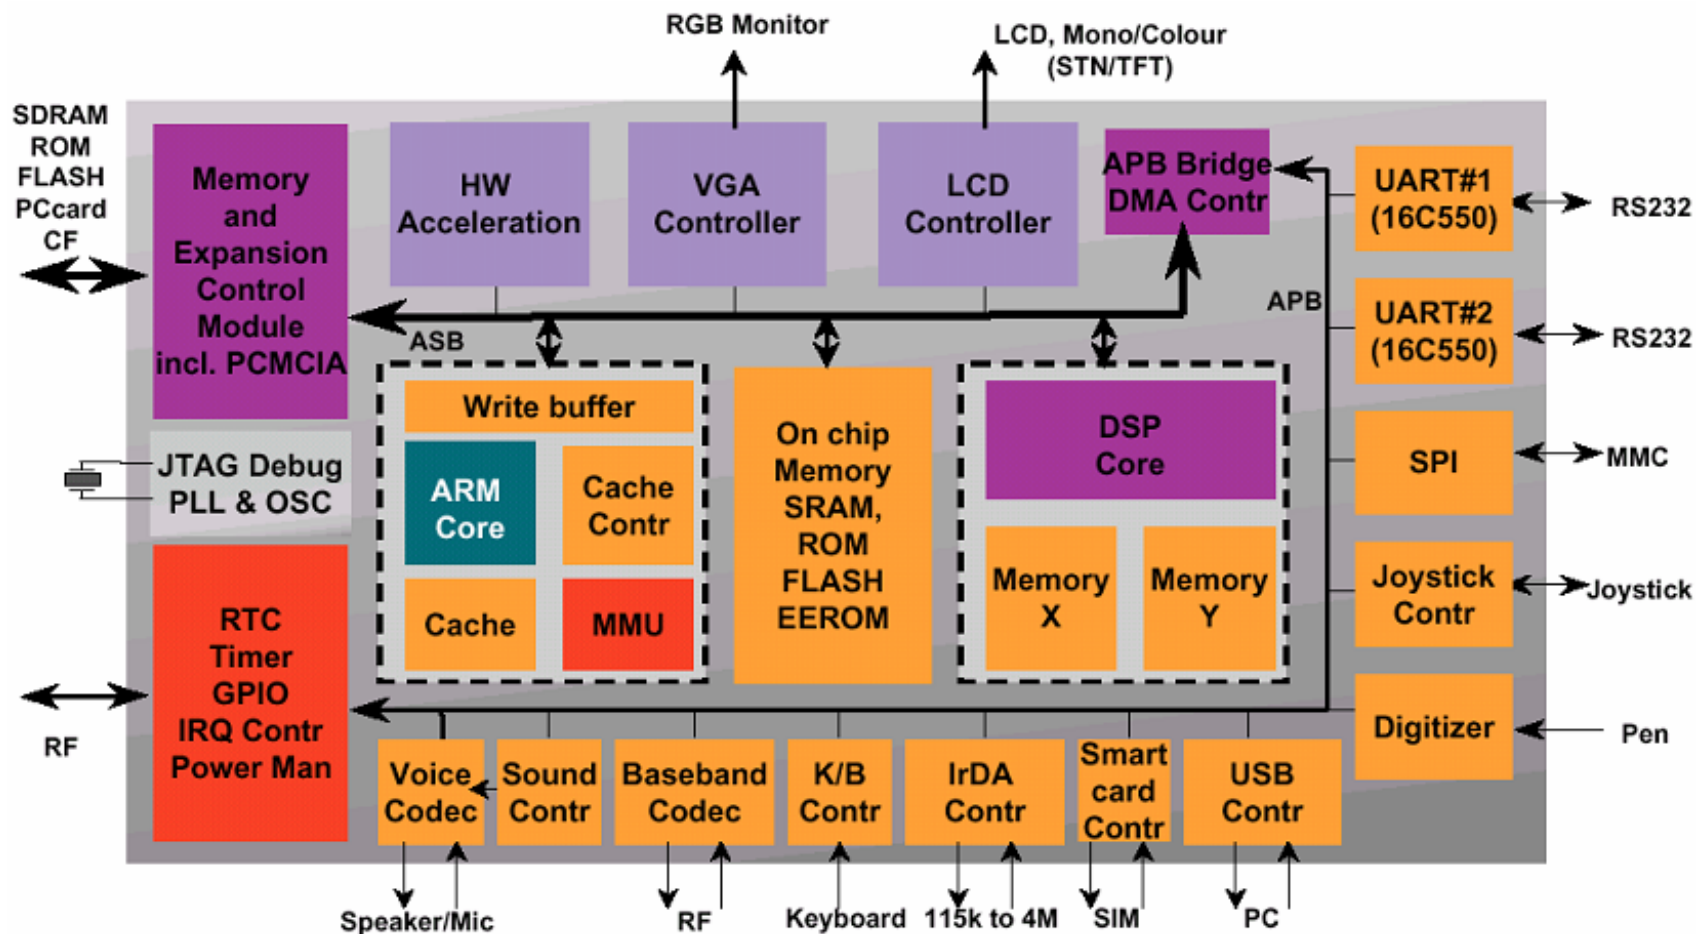 RGB Monitor
LCD, Mono/Colour
(STN/TFT)
SDRAM
ROM
FLASH
PCcard
CF
Memory
and
Expansion
Control
Module
incl. PCMCIA
HW
Acceleration
VGA
Controller
LCD
Controller
APB Bridge
DMA Contr
UART#1
(16C550)
RS232
ASB
APB
UART#2
(16C550)
RS232
Write buffer
ARM
Core
Cache
Contr
Cache
MMU
On chip
Memory
SRAM,
ROM
FLASH
EEROM
DSP
Core
Memory
X
Memory
Y
SPI
MMC
JTAG Debug
PLL & OSC
Joystick
Contr
Joystick
RTC
Timer
GPIO
IRQ Contr
Power Man
RF
Digitizer
Pen
Voice
Codec
Sound
Contr
Baseband
Codec
K/B
Contr
IrDA
Contr
Smart
card
Contr
USB
Contr
Speaker/Mic
RF
Keyboard
115k to 4M
SIM
PC